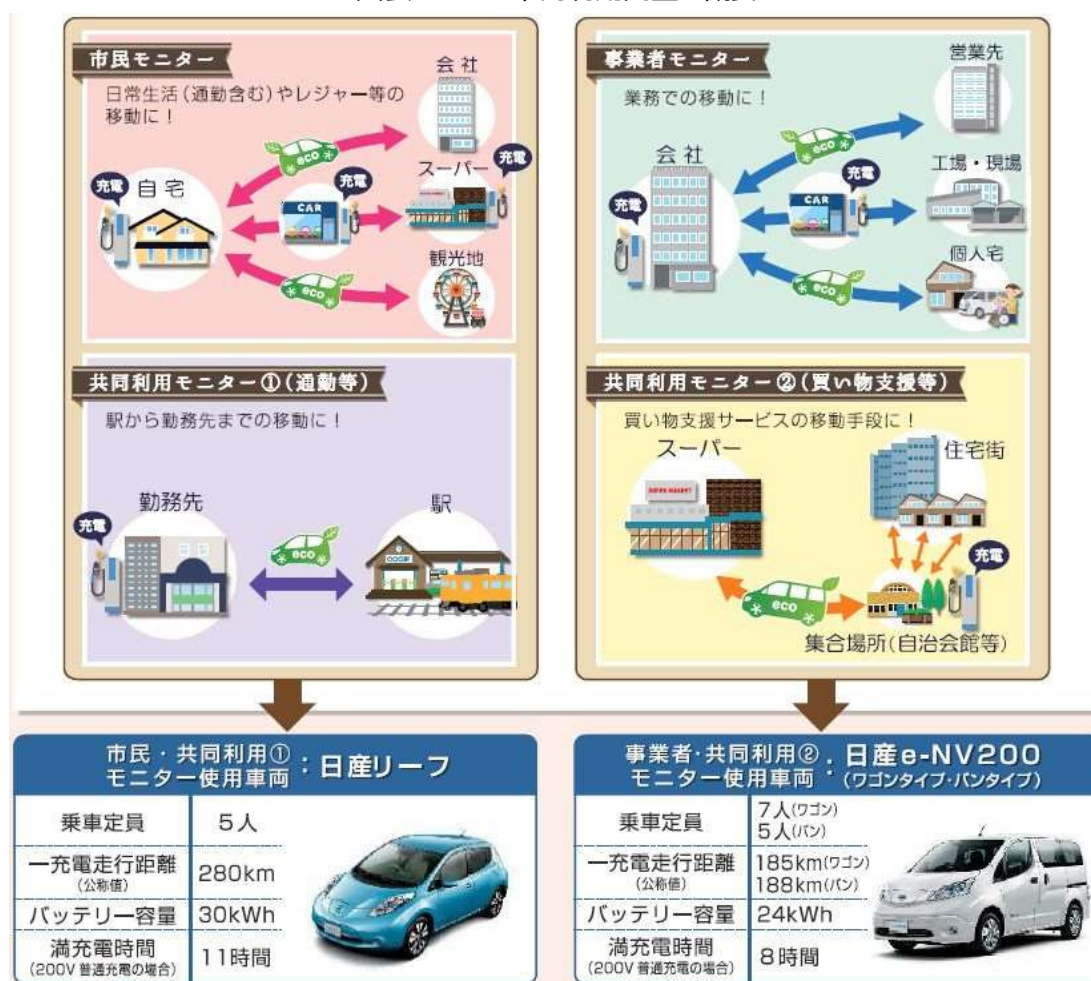 市民モニター
日常生活(通勤含む)やレジャー等の
移動に!
会社
eco
充電
自宅
充電
CAR
スーパー
充電
SUPER MARKET
観光地
eco
事業者モニター
業務での移動に!
営業先
eco
会社
充電
充電
CAR
工場・現場
個人宅
eco
共同利用モニター①(通勤等)
駅から勤務先までの移動に!
勤務先
充電
eco
駅
共同利用モニター②(買い物支援等)
買い物支援サービスの移動手段に!
スーパー
SUPER MARKET
住宅街
充電
eco
集合場所(自治会館等)
市民・共同利用①
モニター使用車両
:日産リーフ
乗車定員 5人
一充電走行距離
(公称値)
280km
バッテリー容量 30kWh
満充電時間
(200V 普通充電の場合)
11時間
事業者・共同利用②
モニター使用車両
:日産e-NV200
(ワゴンタイプ・バンタイプ)
乗車定員
7人(ワゴン)
5人(バン)
一充電走行距離
(公称値)
185km(ワゴン)
188km(バン)
バッテリー容量 24kWh
満充電時間
(200V 普通充電の場合)
8時間